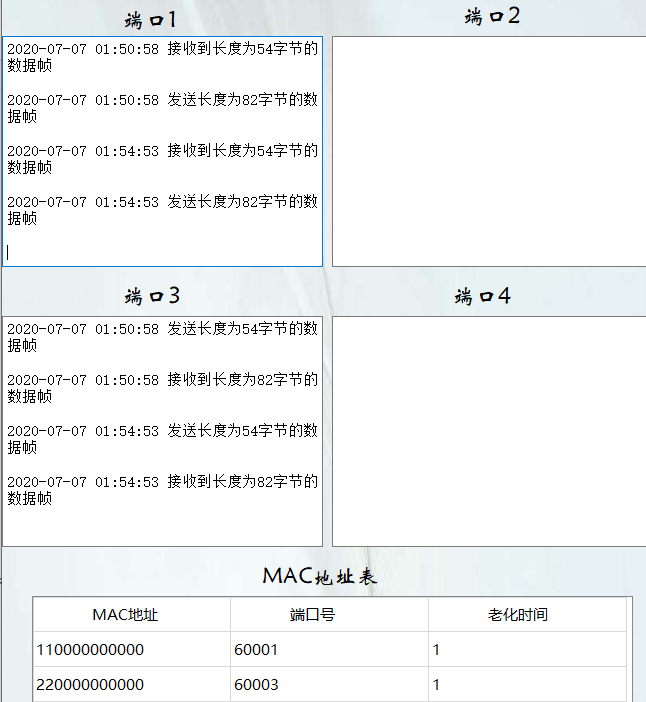 端口1
端口2
2020-07-07 01:50:58 接收到长度为54字节的
数据帧
2020-07-07 01:50:58 发送长度为82字节的数
据帧
2020-07-07 01:54:53 接收到长度为54字节的
数据帧
2020-07-07 01:54:53 发送长度为82字节的数
据帧
端口3
端口4
2020-07-07 01:50:58 发送长度为54字节的数
据帧
2020-07-07 01:50:58 接收到长度为82字节的
数据帧
2020-07-07 01:54:53 发送长度为54字节的数
据帧
2020-07-07 01:54:53 接收到长度为82字节的
数据帧
MAC地址表
MAC地址 端口号 老化时间
110000000000 60001 1
220000000000 60003 1